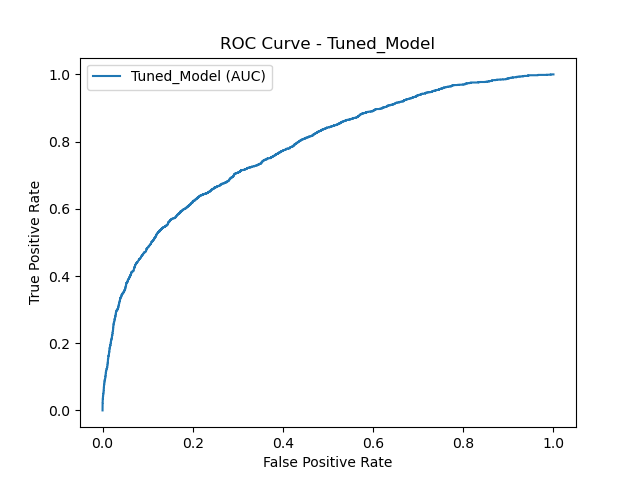 ROC Curve - Tuned_Model
Tuned_Model (AUC)
1.0
0.8
0.6
0.4
0.2
0.0
True Positive Rate
0.0 0.2 0.4 0.6 0.8 1.0
False Positive Rate